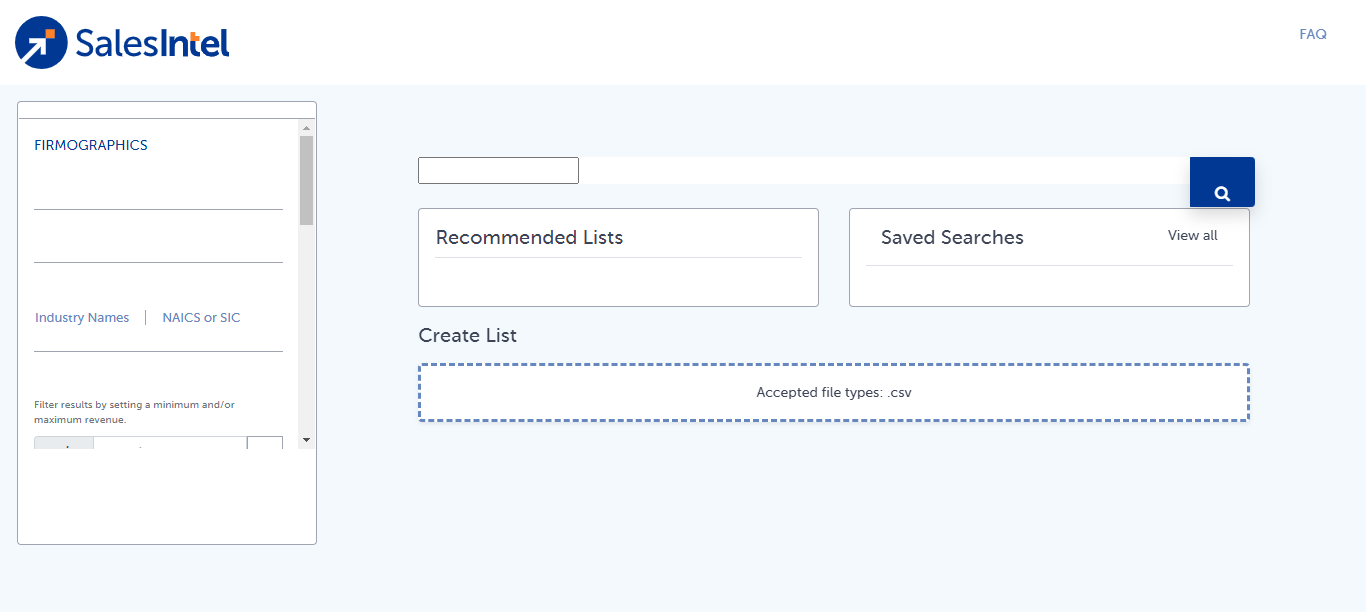 SalesIntel
FAQ
FIRMOGRAPHICS
Industry Names
NAICS or SIC
Filter results by setting a minimum and/or
maximum revenue.
Recommended Lists
Saved Searches
View all
Create List
Accepted file types: .csv